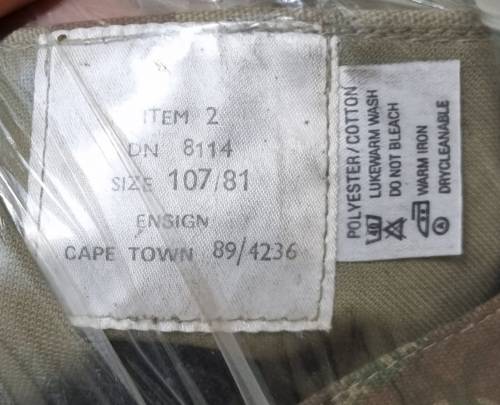 ITEM 2
DN 8114
SIZE 107/81
ENSIGN
CAPE TOWN 89/4236
POLYESTER/COTTON
40 LUKEWARM WASH
DO NOT BLEACH
WARM IRON
A DRYCLEANABLE